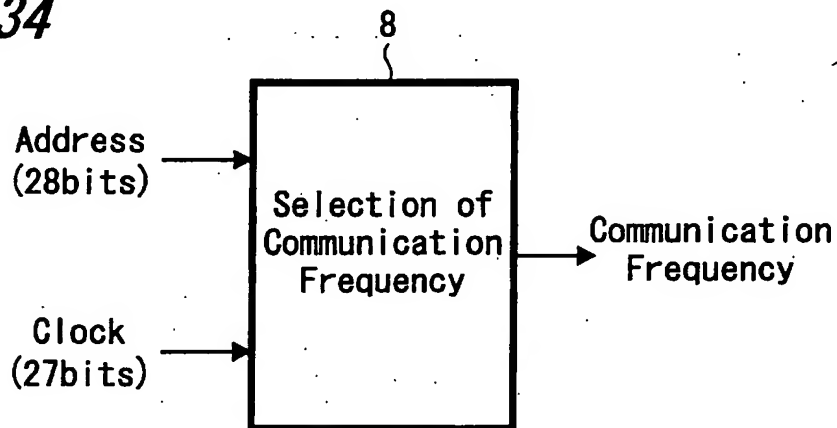 34
8
Address
(28bits)
Selection of
Communication
Frequency
Communication
Frequency
Clock
(27bits)